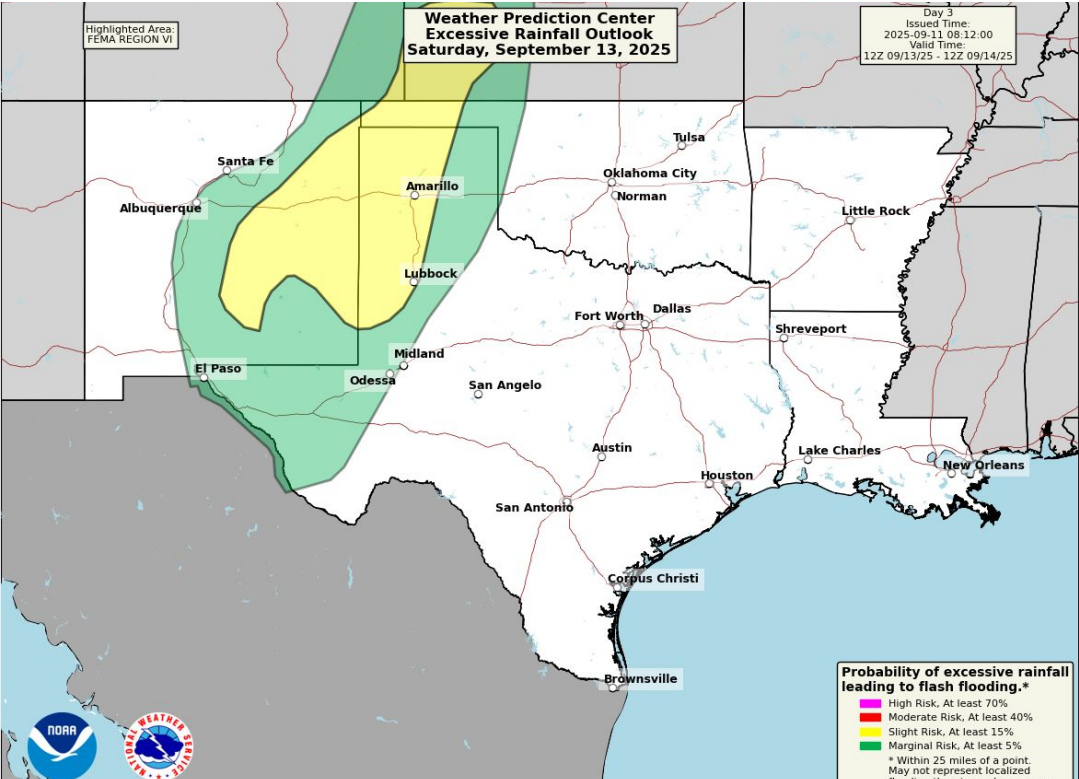 Highlighted Area:
FEMA REGION VI
Weather Prediction Center
Excessive Rainfall Outlook
Saturday, September 13, 2025
Day 3
Issued Time:
2025-09-11 08:12:00
Valid Time:
12Z 09/13/25 - 12Z 09/14/25
Tulsa
Santa Fe
Oklahoma City
Amarillo
Norman
Albuquerque
Little Rock
Lubbock
Fort Worth
Dallas
Shreveport
Midland
El Paso
Odessa
San Angelo
Austin
Lake Charles
New Orleans
Houston
San Antonio
Corpus Christi
Brownsville
Probability of excessive rainfall
leading to flash flooding.*
High Risk, At least 70%
Moderate Risk, At least 40%
Slight Risk, At least 15%
Marginal Risk, At least 5%
* Within 25 miles of a point.
May not represent localized
NOAA
NATIONAL WEATHER SERVICE